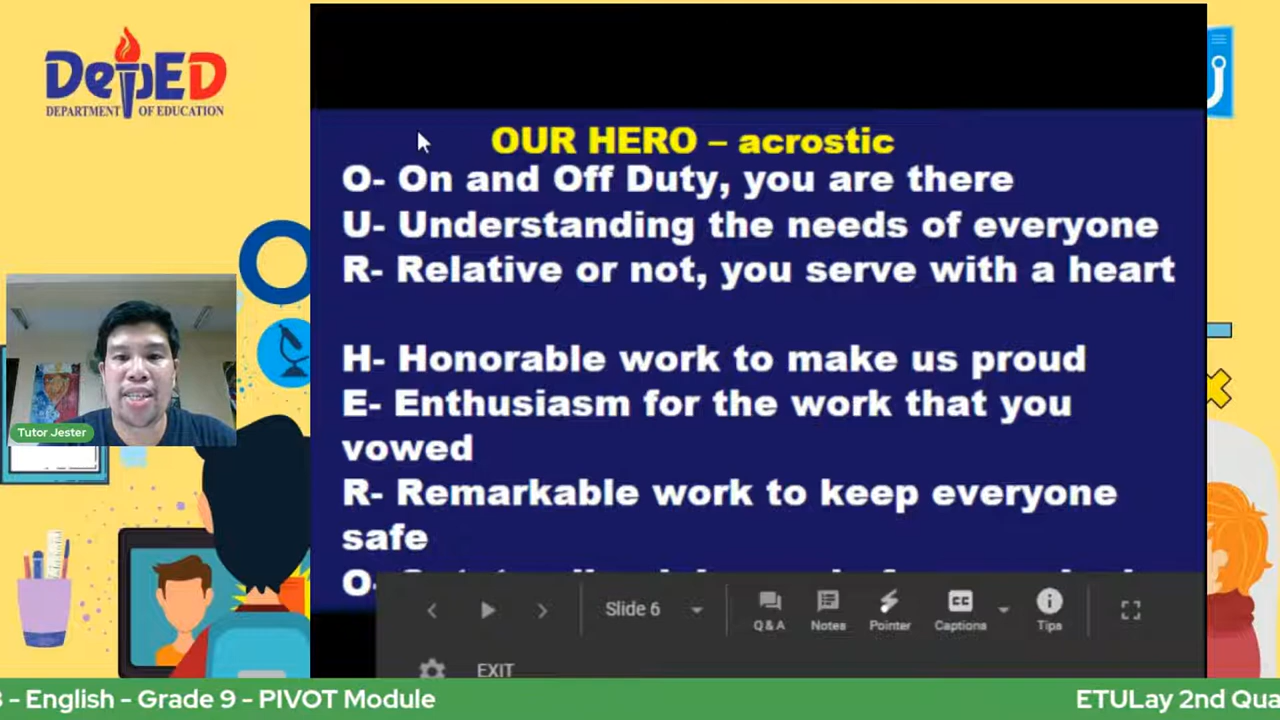 DepED
DEPARTMENT OF EDUCATION
OUR HERO – acrostic
O- On and Off Duty, you are there
U- Understanding the needs of everyone
R- Relative or not, you serve with a heart
H- Honorable work to make us proud
E- Enthusiasm for the work that you
vowed
R- Remarkable work to keep everyone
safe
O-
Tutor Jester
Slide 6
Q & A
Notes
Pointer
CC
Captions
Tips
EXIT
- English - Grade 9 - PIVOT Module
ETULay 2nd Qua